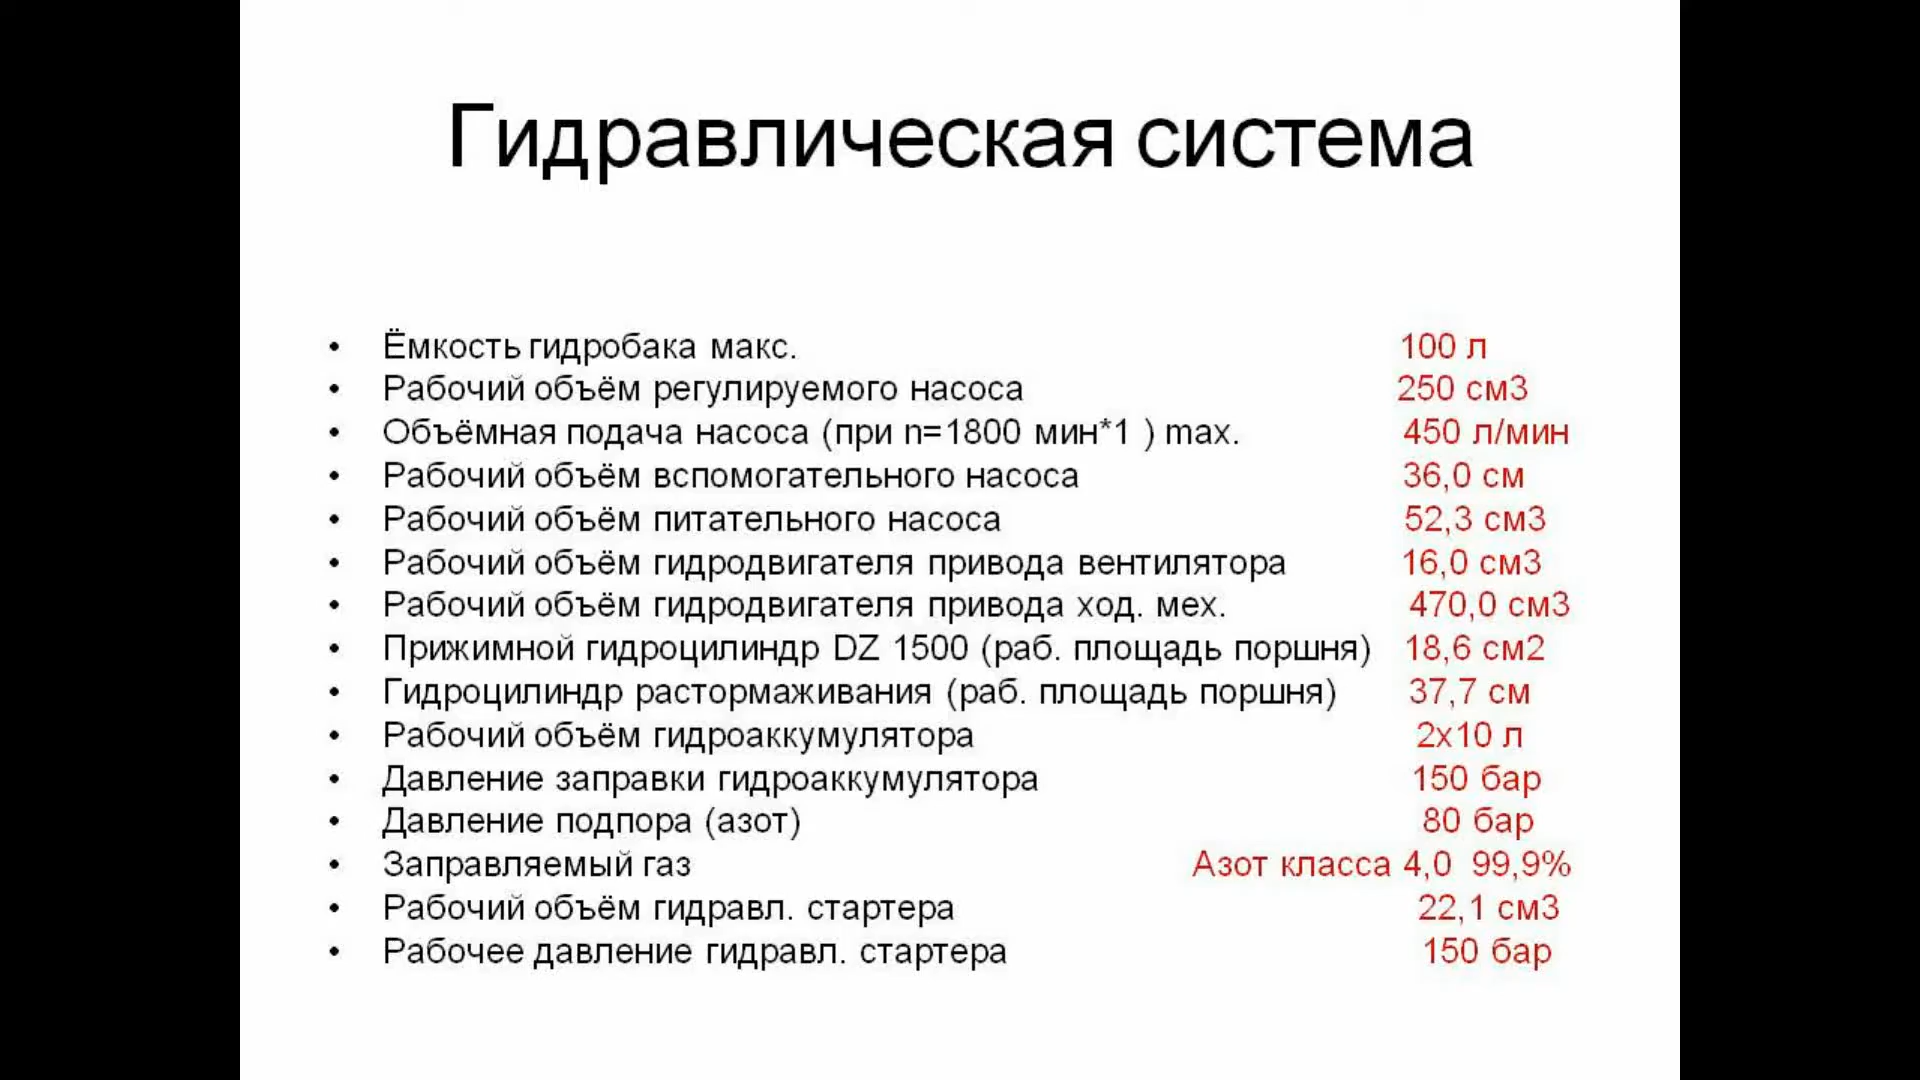 Гидравлическая система
• Ёмкость гидробака макс. 100 л
• Рабочий объём регулируемого насоса 250 см3
• Объёмная подача насоса (при n=1800 мин*1 ) max. 450 л/мин
• Рабочий объём вспомогательного насоса 36,0 см
• Рабочий объём питательного насоса 52,3 см3
• Рабочий объём гидродвигателя привода вентилятора 16,0 см3
• Рабочий объём гидродвигателя привода ход. мех. 470,0 см3
• Прижимной гидроцилиндр DZ 1500 (раб. площадь поршня) 18,6 см2
• Гидроцилиндр растормаживания (раб. площадь поршня) 37,7 см
• Рабочий объём гидроаккумулятора 2х10 л
• Давление заправки гидроаккумулятора 150 бар
• Давление подпора (азот) 80 бар
• Заправляемый газ Азот класса 4,0 99,9%
• Рабочий объём гидравл. стартера 22,1 см3
• Рабочее давление гидравл. стартера 150 бар